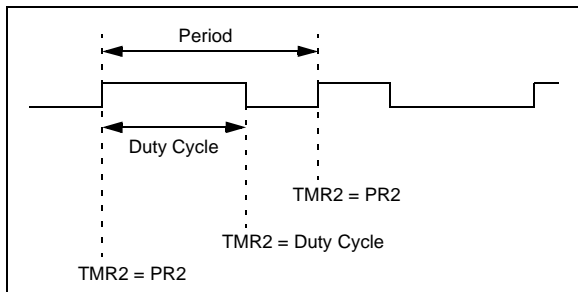 Period
Duty Cycle
TMR2 = PR2
TMR2 = Duty Cycle
TMR2 = PR2